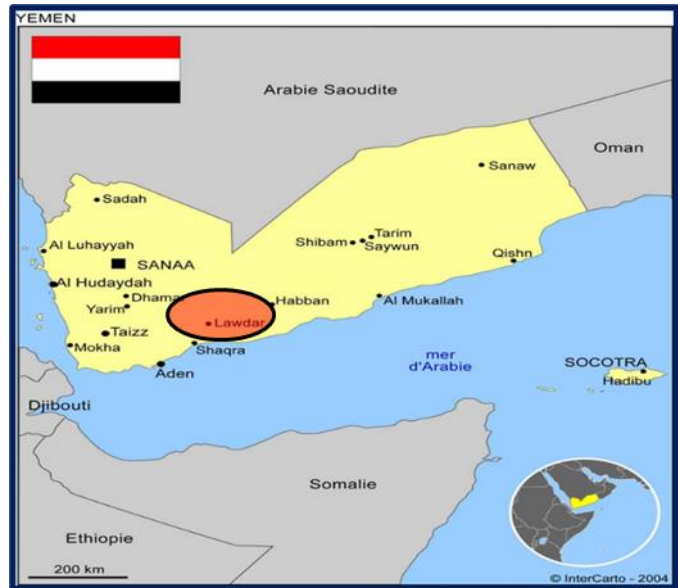 YEMEN
Arabie Saoudite
Oman
Sanaw
Sadah
Tarim
Shibam
Saywun
Al Luhayyah
Qishn
SANAA
Al Hudaydah
Dhamar
Habban
Al Mukallah
Yarim
Lawdar
Taizz
Mokha
Shaqra
mer
d'Arabie
SOCOTRA
Hadibu
Aden
Djibouti
Somalie
Ethiopie
200 km
© InterCarto - 2004